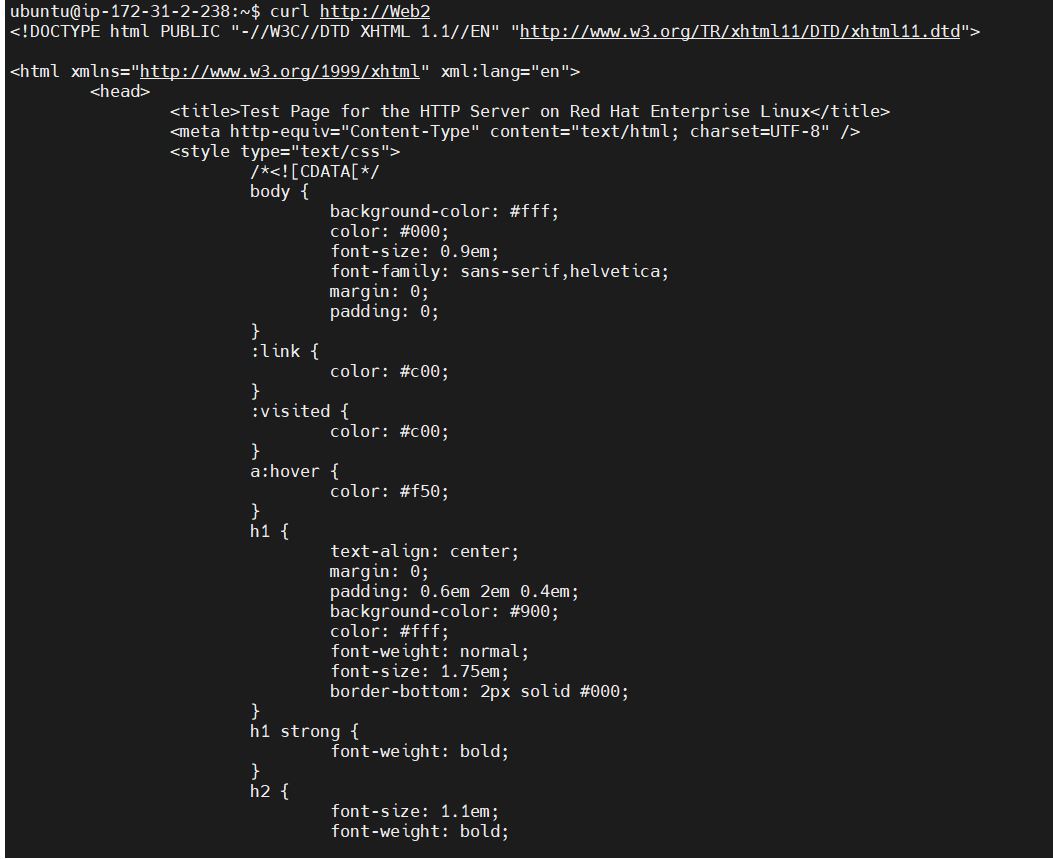 ubuntu@ip-172-31-2-238:~$ curl http://Web2
<!DOCTYPE html PUBLIC "-//W3C//DTD XHTML 1.1//EN" "http://www.w3.org/TR/xhtml11/DTD/xhtml11.dtd">
<html xmlns="http://www.w3.org/1999/xhtml" xml:lang="en">
<head>
<title>Test Page for the HTTP Server on Red Hat Enterprise Linux</title>
<meta http-equiv="Content-Type" content="text/html; charset=UTF-8" />
<style type="text/css">
/*<![CDATA[*/
body {
background-color: #fff;
color: #000;
font-size: 0.9em;
font-family: sans-serif,helvetica;
margin: 0;
padding: 0;
}
:link {
color: #c00;
}
:visited {
color: #c00;
}
a:hover {
color: #f50;
}
h1 {
text-align: center;
margin: 0;
padding: 0.6em 2em 0.4em;
background-color: #900;
color: #fff;
font-weight: normal;
font-size: 1.75em;
border-bottom: 2px solid #000;
}
h1 strong {
font-weight: bold;
}
h2 {
font-size: 1.1em;
font-weight: bold;